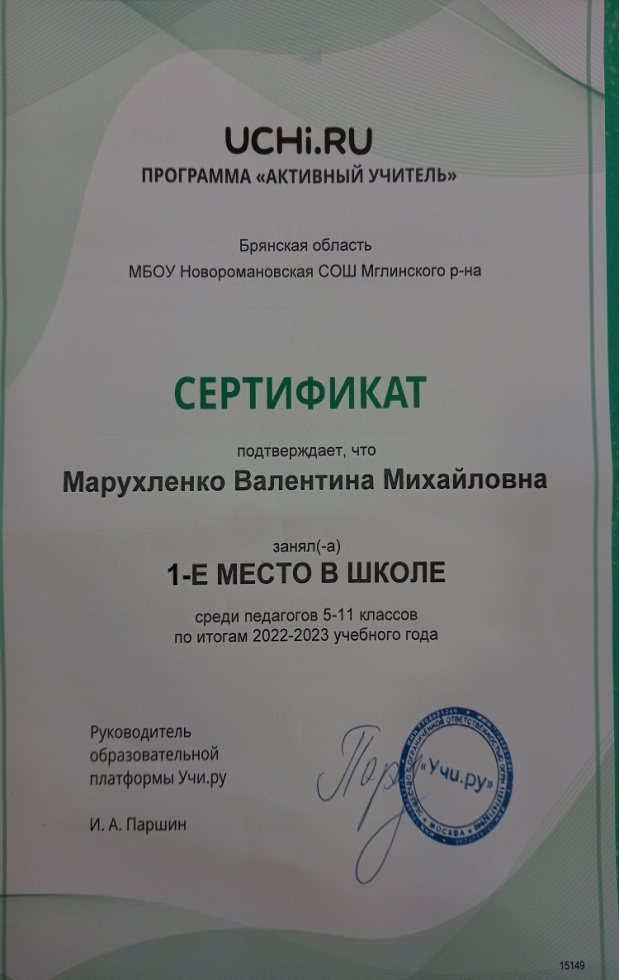 UCHi.RU
ПРОГРАММА «АКТИВНЫЙ УЧИТЕЛЬ»
Брянская область
МБОУ Новоромановская СОШ Мглинского р-на
СЕРТИФИКАТ
подтверждает, что
Марухленко Валентина Михайловна
занял(-а)
1-Е МЕСТО В ШКОЛЕ
среди педагогов 5-11 классов
по итогам 2022-2023 учебного года
Руководитель
образовательной
платформы Учи.ру
И. А. Паршин
«Учи.ру»
МОСКВА
15149